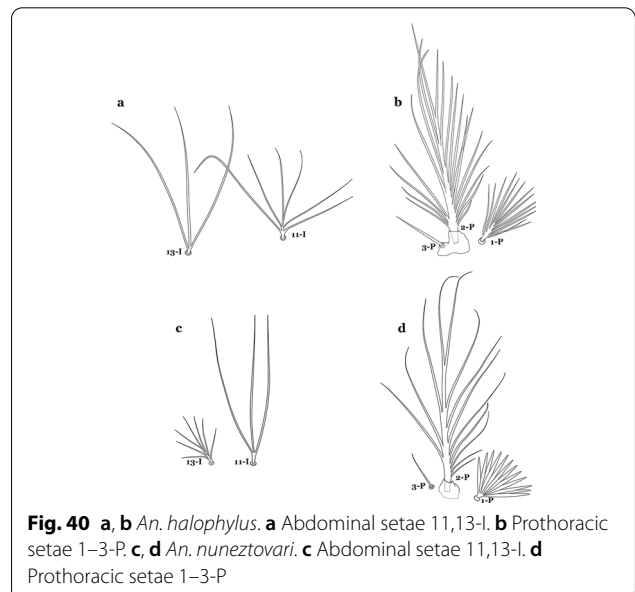 a
b
13-I
11-I
3-P
2-P
1-P
c
d
13-I
11-I
3-P
2-P
1-P
Fig. 40 a, b An. halophylus. a Abdominal setae 11,13-I. b Prothoracic
setae 1–3-P. c, d An. nuneztovari. c Abdominal setae 11,13-I. d
Prothoracic setae 1–3-P